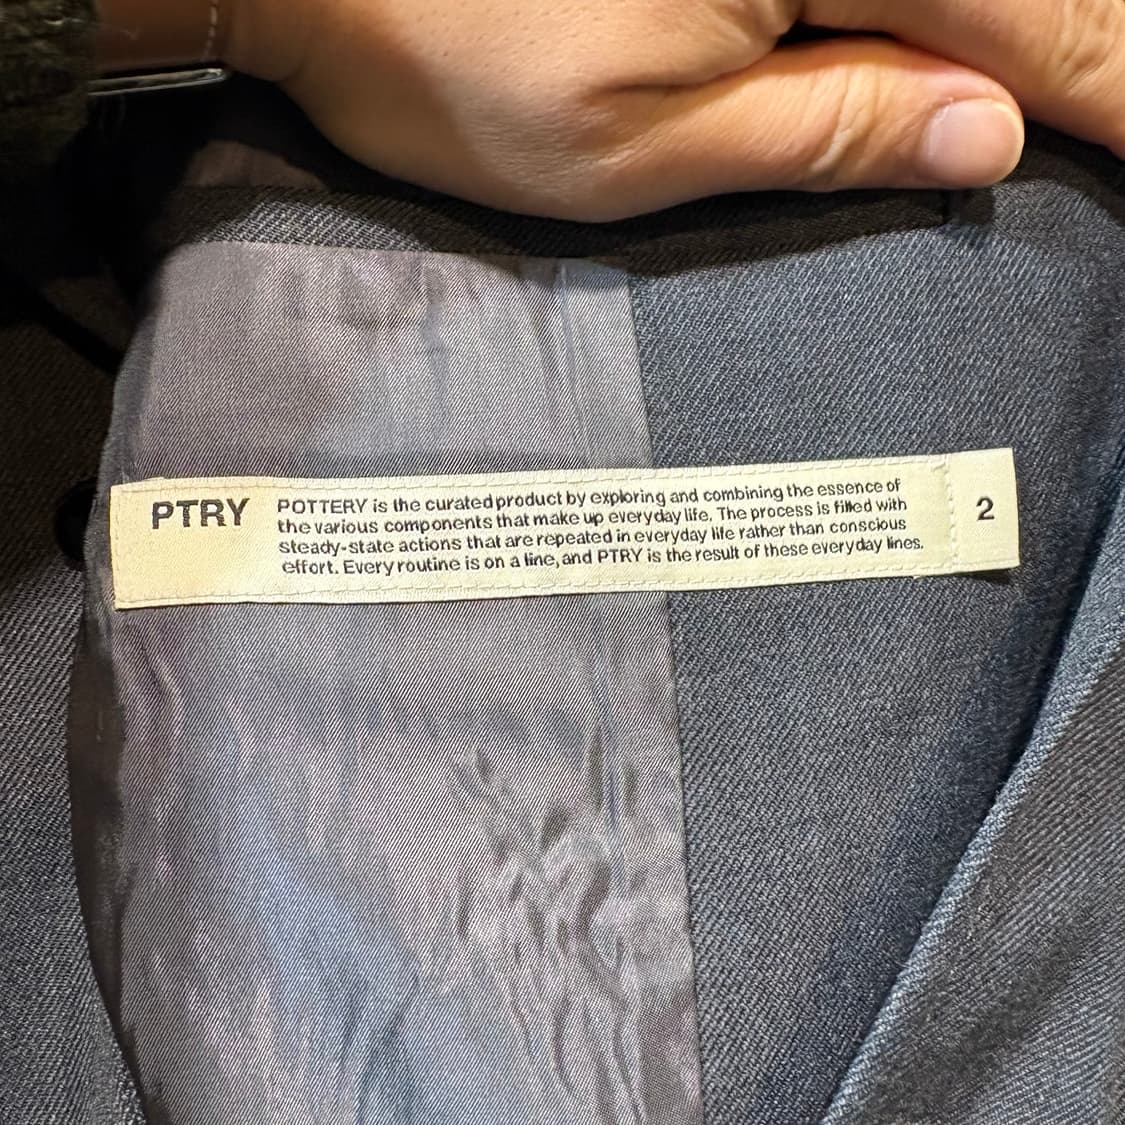 PTRY
POTTERY is the curated product by exploring and combining the essence of
the various components that make up everyday life. The process is filled with
steady-state actions that are repeated in everyday life rather than conscious
effort. Every routine is on a line, and PTRY is the result of these everyday lines.
2